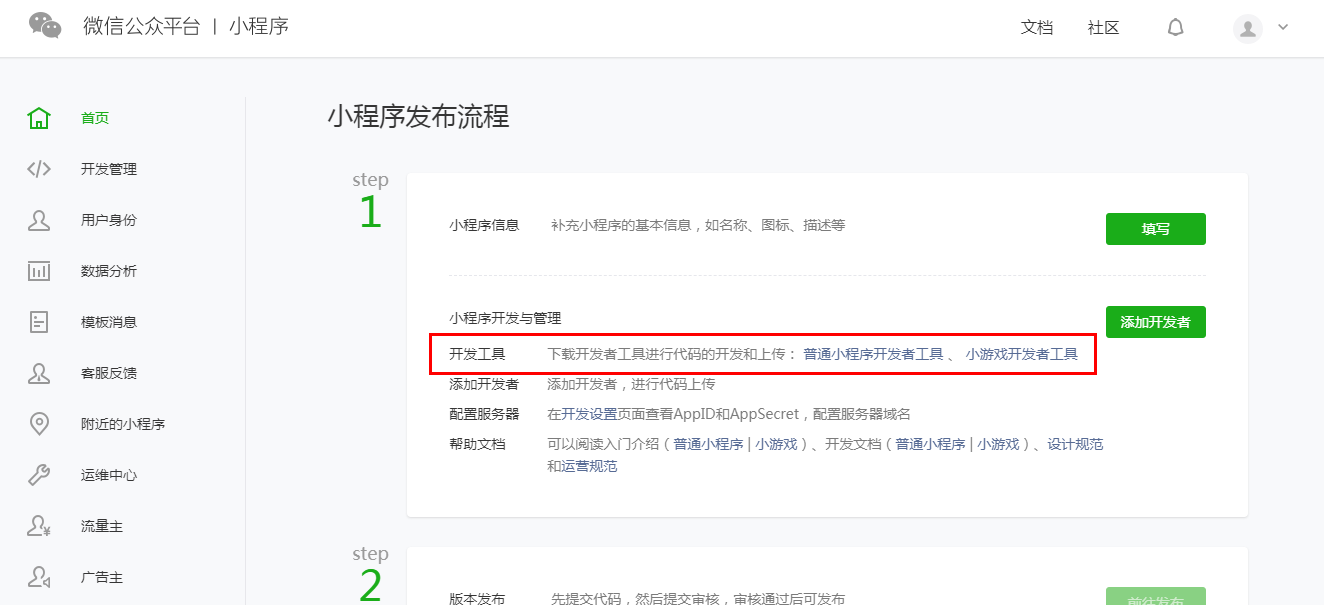 微信公众平台 | 小程序
文档 社区
首页
开发管理
用户身份
数据分析
模板消息
客服反馈
附近的小程序
运维中心
流量主
广告主
小程序发布流程
step
1
小程序信息 补充小程序的基本信息，如名称、图标、描述等 填写
小程序开发与管理 添加开发者
开发工具 下载开发者工具进行代码的开发和上传： 普通小程序开发者工具 、 小游戏开发者工具
添加开发者 添加开发者，进行代码上传
配置服务器 在开发设置页面查看AppID和AppSecret，配置服务器域名
帮助文档 可以阅读入门介绍（ 普通小程序 | 小游戏 ）、开发文档（ 普通小程序 | 小游戏 ）、设计规范
和运营规范
step
2
版本发布 先提交代码，然后提交审核，审核通过后可发布 前往发布